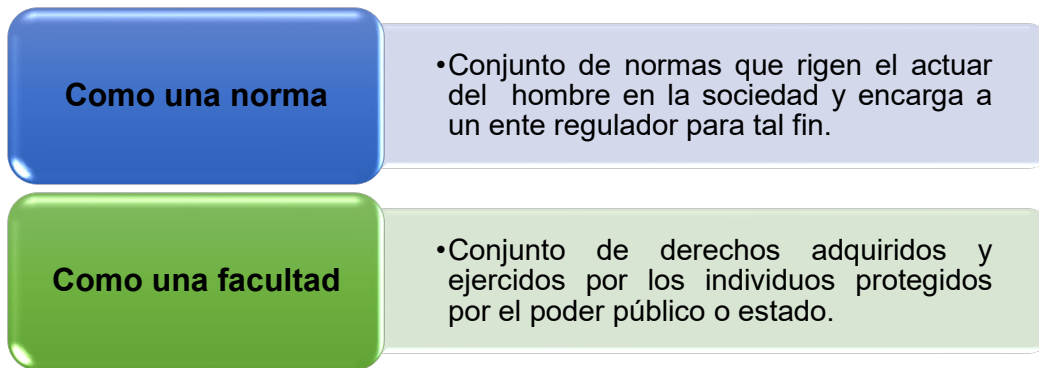 Como una norma
•Conjunto de normas que rigen el actuar
del hombre en la sociedad y encarga a
un ente regulador para tal fin.
Como una facultad
•Conjunto de derechos adquiridos y
ejercidos por los individuos protegidos
por el poder público o estado.